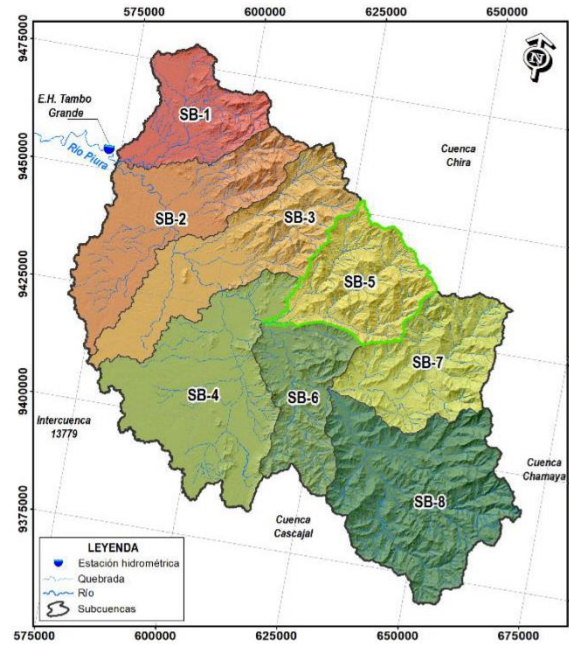 575000
600000
625000
650000
9475000
9450000
9425000
9400000
9375000
N
E.H. Tambo
Grande
Río Piura
Cuenca
Chira
SB-1
SB-2
SB-3
SB-5
SB-7
SB-4
SB-6
SB-8
Intercuenca
13779
Cuenca
Chamaya
Cuenca
Cascajal
LEYENDA
Estación hidrométrica
Quebrada
Río
Subcuencas
575000
600000
625000
650000
675000